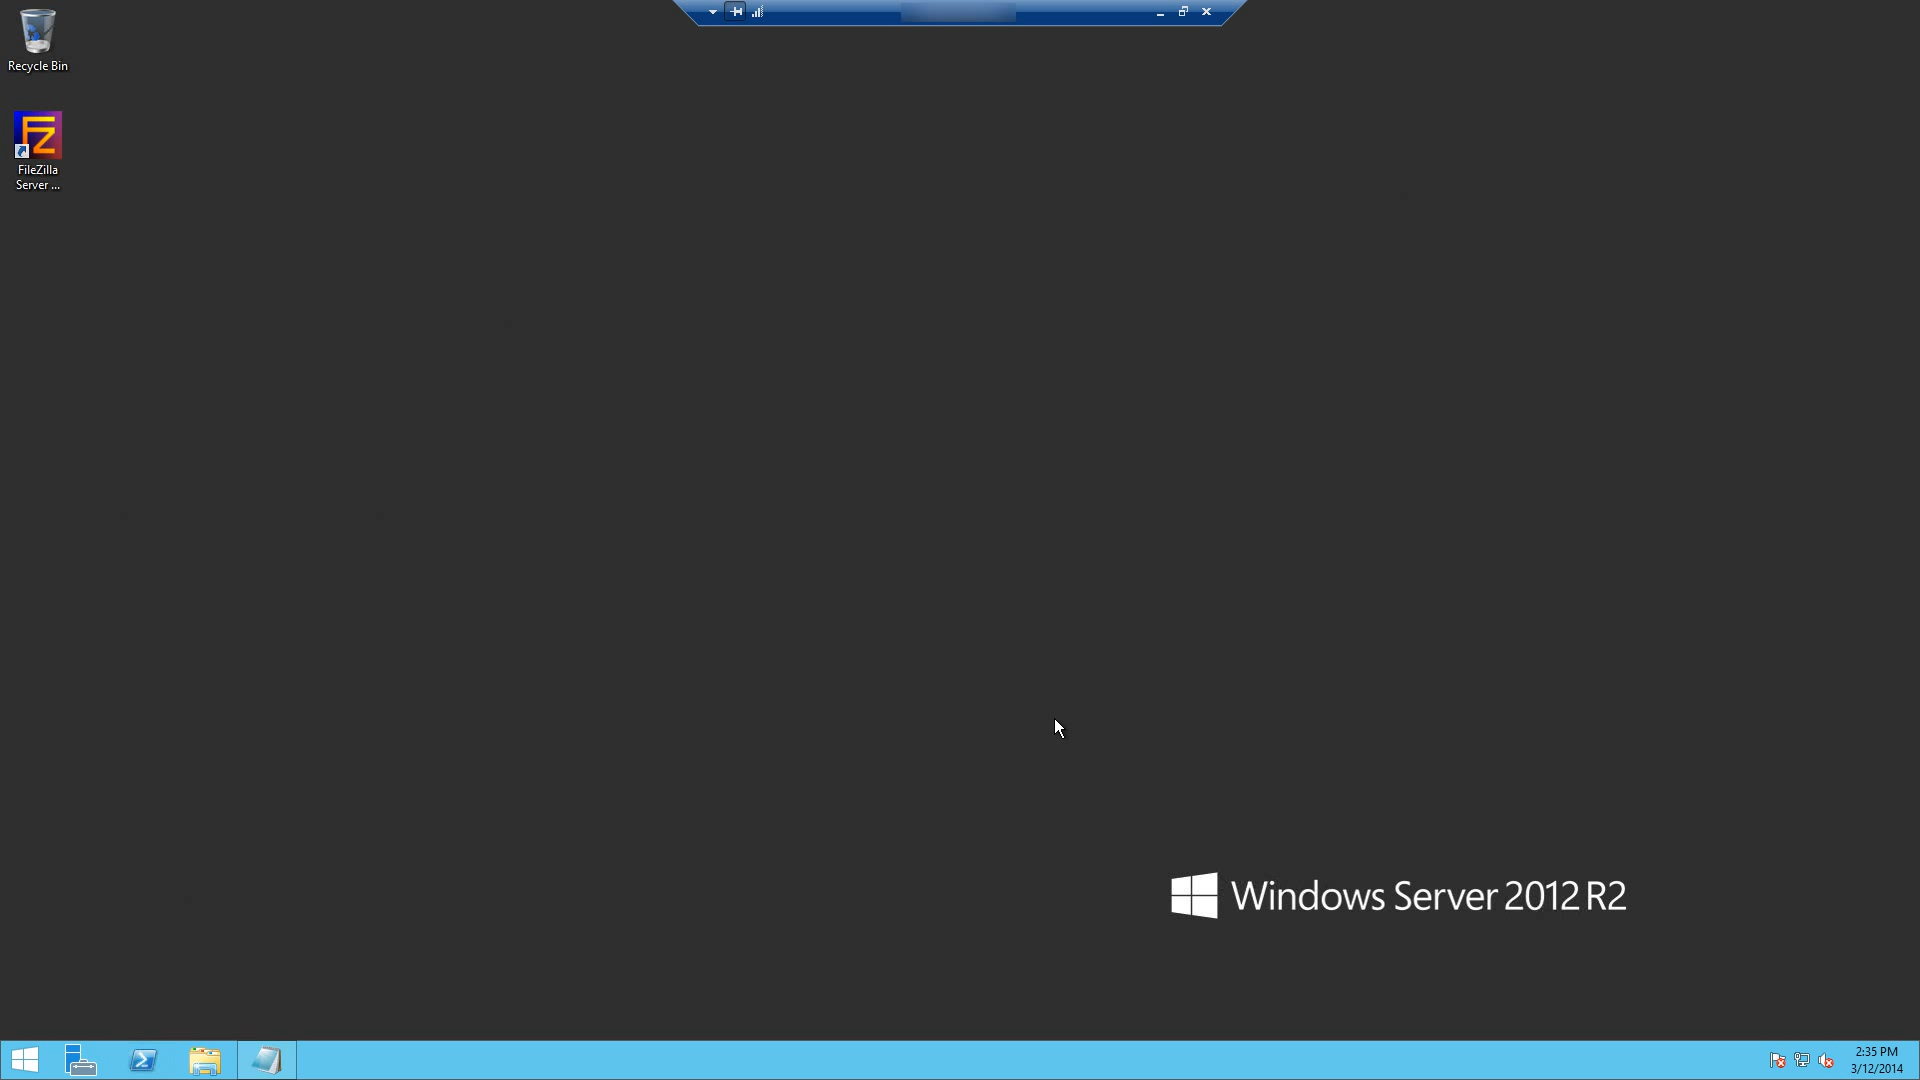 Recycle Bin
FileZilla
Server ...
Windows Server 2012 R2
2:35 PM
3/12/2014